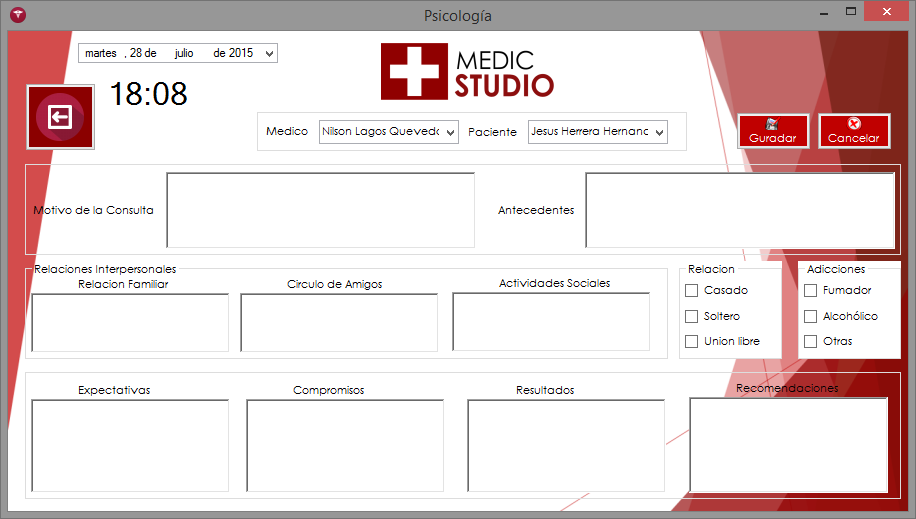 Psicología
martes , 28 de julio de 2015
18:08
MEDIC
STUDIO
Medico Nilson Lagos Quevedo Paciente Jesus Herrera Hernanc
Guradar Cancelar
Motivo de la Consulta Antecedentes
Relaciones Interpersonales Relacion Adicciones
Relacion Familiar Circulo de Amigos Actividades Sociales
Casado Fumador
Soltero Alcohólico
Union libre Otras
Expectativas Compromisos Resultados Recomendaciones